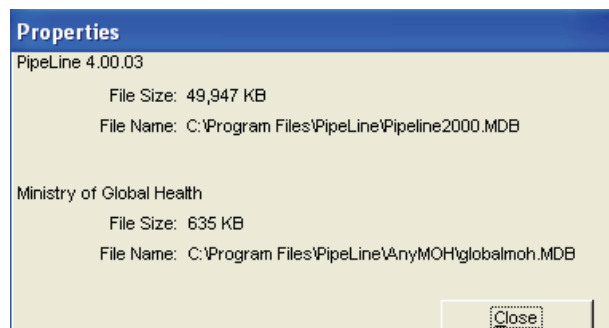 Properties
PipeLine 4.00.03
File Size: 49,947 KB
File Name: C:\Program Files\PipeLine\Pipeline2000.MDB
Ministry of Global Health
File Size: 635 KB
File Name: C:\Program Files\PipeLine\AnyMOH\globalmoh.MDB
Close